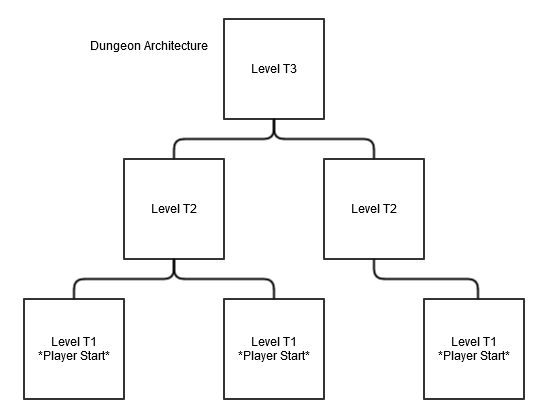 Dungeon Architecture
Level T3
Level T2
Level T2
Level T1
*Player Start*
Level T1
*Player Start*
Level T1
*Player Start*